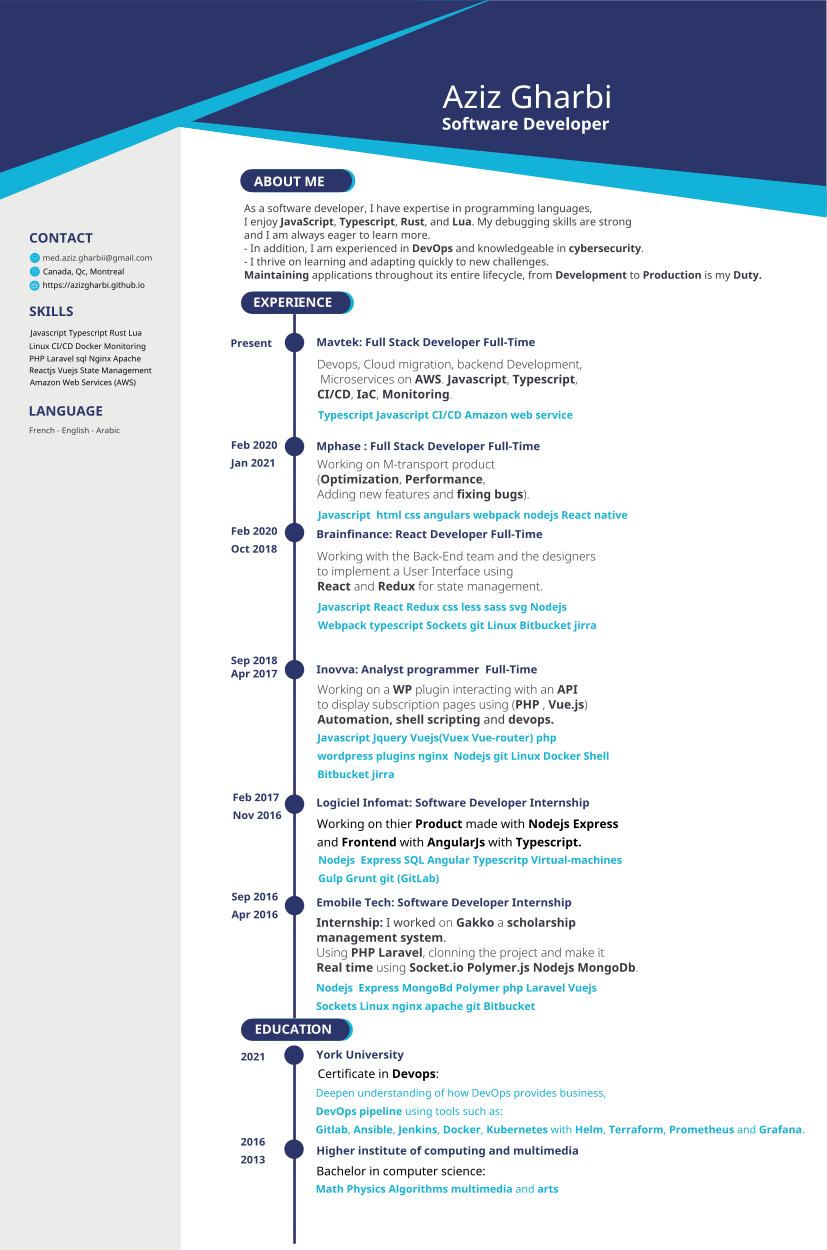 Aziz Gharbi
Software Developer
CONTACT
med.aziz.gharbii@gmail.com
Canada, Qc, Montreal
https://azizgharbi.github.io
SKILLS
Javascript Typescript Rust Lua
Linux CI/CD Docker Monitoring
PHP Laravel sql Nginx Apache
Reactjs Vuejs State Management
Amazon Web Services (AWS)
LANGUAGE
French - English - Arabic
ABOUT ME
As a software developer, I have expertise in programming languages,
I enjoy JavaScript, Typescript, Rust, and Lua. My debugging skills are strong
and I am always eager to learn more.
- In addition, I am experienced in DevOps and knowledgeable in cybersecurity.
- I thrive on learning and adapting quickly to new challenges.
Maintaining applications throughout its entire lifecycle, from Development to Production is my Duty.
EXPERIENCE
Present
Mavtek: Full Stack Developer Full-Time
Devops, Cloud migration, backend Development,
Microservices on AWS. Javascript, Typescript,
CI/CD, IaC, Monitoring.
Typescript Javascript CI/CD Amazon web service
Feb 2020
Jan 2021
Mphase : Full Stack Developer Full-Time
Working on M-transport product
(Optimization, Performance,
Adding new features and fixing bugs).
Javascript html css angulars webpack nodejs React native
Feb 2020
Oct 2018
Brainfinance: React Developer Full-Time
Working with the Back-End team and the designers
to implement a User Interface using
React and Redux for state management.
Javascript React Redux css less sass svg Nodejs
Webpack typescript Sockets git Linux Bitbucket jirra
Sep 2018
Apr 2017
Inovva: Analyst programmer Full-Time
Working on a WP plugin interacting with an API
to display subscription pages using (PHP , Vue.js)
Automation, shell scripting and devops.
Javascript Jquery Vuejs(Vuex Vue-router) php
wordpress plugins nginx Nodejs git Linux Docker Shell
Bitbucket jirra
Feb 2017
Nov 2016
Logiciel Infomat: Software Developer Internship
Working on thier Product made with Nodejs Express
and Frontend with AngularJs with Typescript.
Nodejs Express SQL Angular Typescritp Virtual-machines
Gulp Grunt git (GitLab)
Sep 2016
Apr 2016
Emobile Tech: Software Developer Internship
Internship: I worked on Gakko a scholarship
management system.
Using PHP Laravel, clonning the project and make it
Real time using Socket.io Polymer.js Nodejs MongoDb.
Nodejs Express MongoBd Polymer php Laravel Vuejs
Sockets Linux nginx apache git Bitbucket
EDUCATION
2021
York University
Certificate in Devops:
Deepen understanding of how DevOps provides business,
DevOps pipeline using tools such as:
Gitlab, Ansible, Jenkins, Docker, Kubernetes with Helm, Terraform, Prometheus and Grafana.
2016
2013
Higher institute of computing and multimedia
Bachelor in computer science:
Math Physics Algorithms multimedia and arts